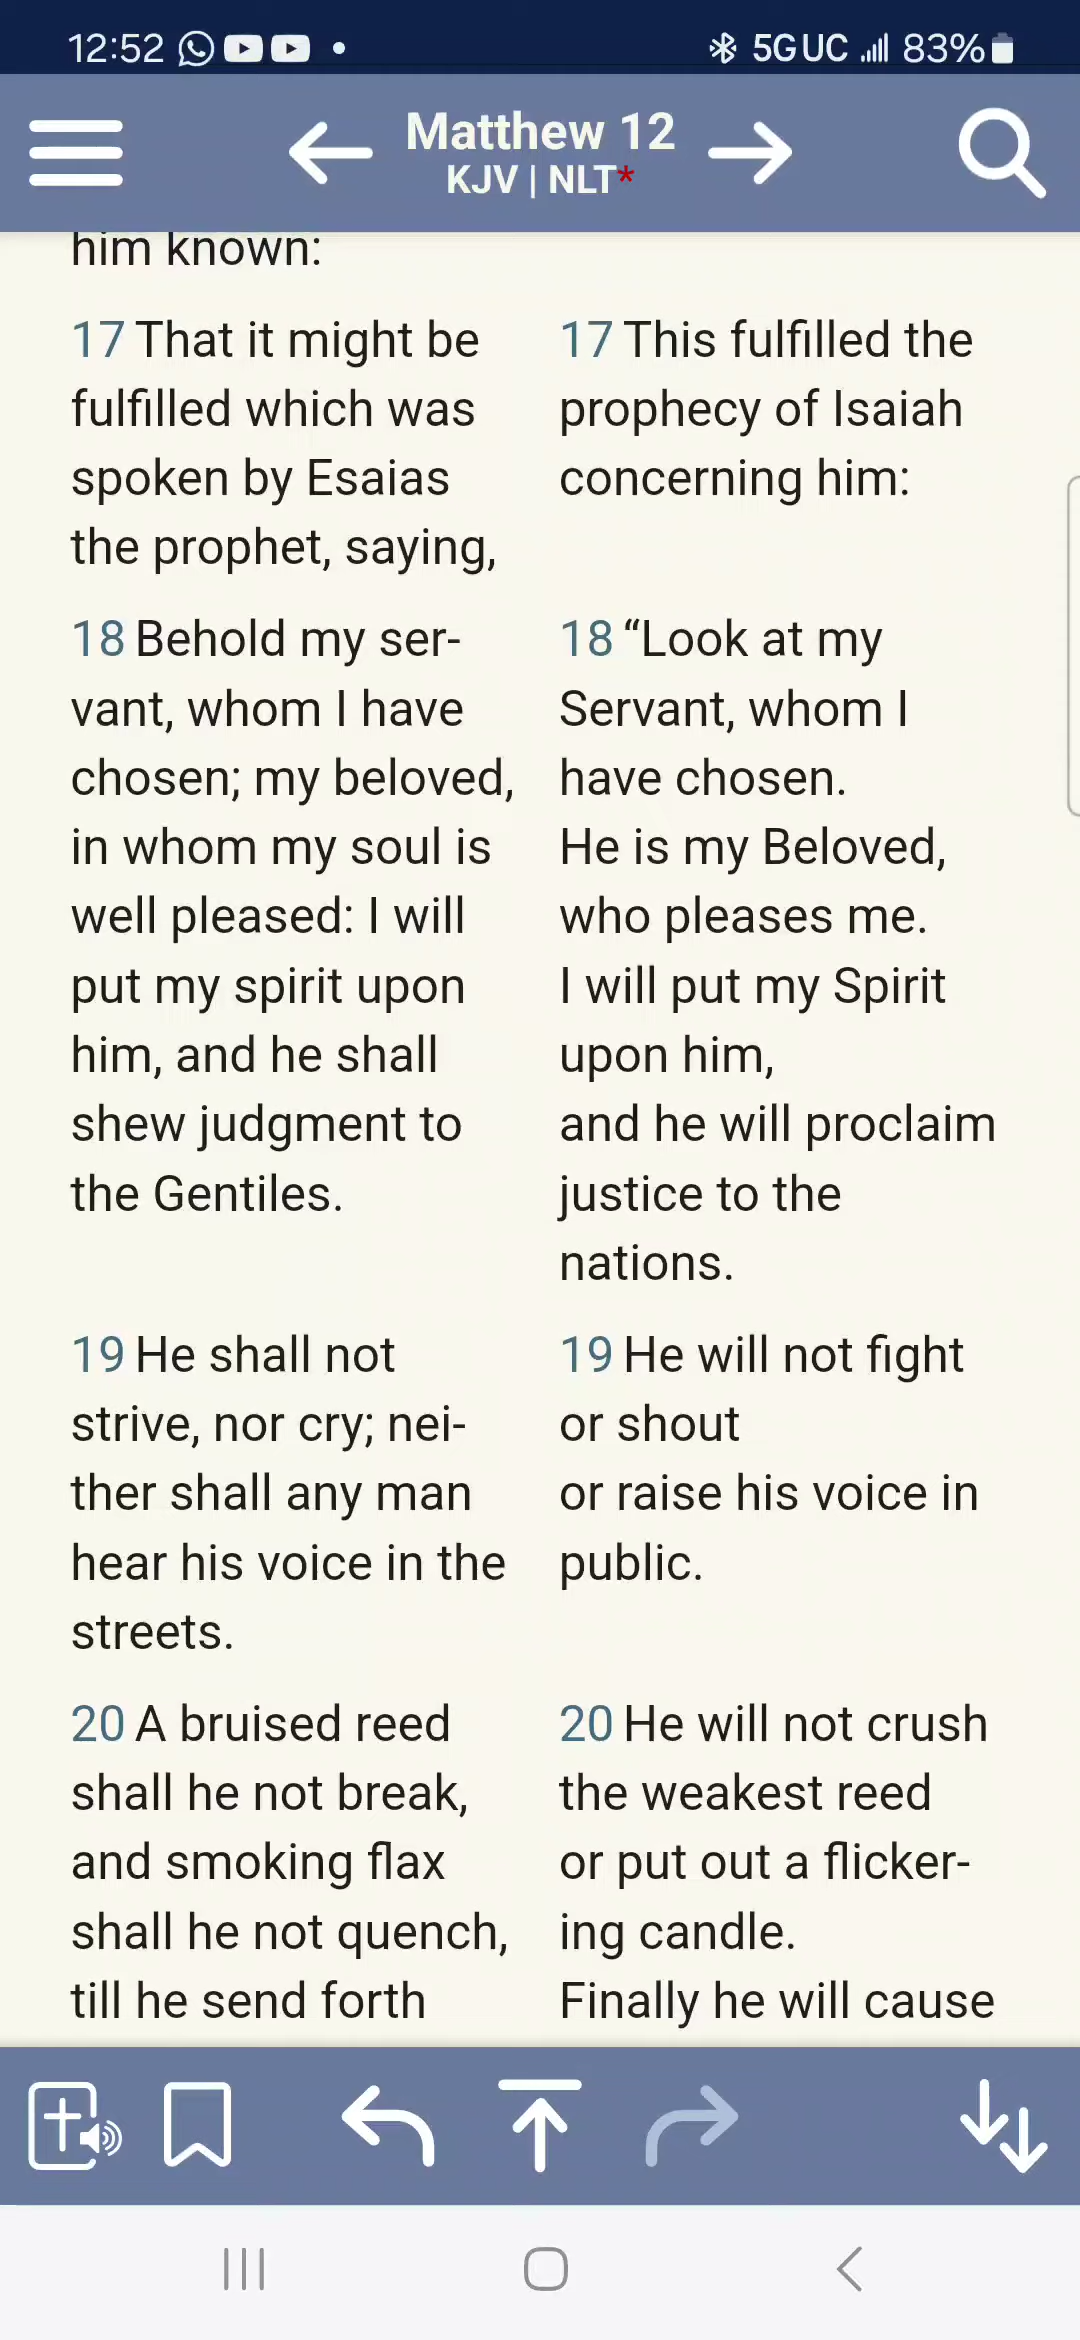 12:52
5G UC 83%
Matthew 12
KJV | NLT*
him known:
17 That it might be
fulfilled which was
spoken by Esaias
the prophet, saying,
17 This fulfilled the
prophecy of Isaiah
concerning him:
18 Behold my ser-
vant, whom I have
chosen; my beloved,
in whom my soul is
well pleased: I will
put my spirit upon
him, and he shall
shew judgment to
the Gentiles.
18 “Look at my
Servant, whom I
have chosen.
He is my Beloved,
who pleases me.
I will put my Spirit
upon him,
and he will proclaim
justice to the
nations.
19 He shall not
strive, nor cry; nei-
ther shall any man
hear his voice in the
streets.
19 He will not fight
or shout
or raise his voice in
public.
20 A bruised reed
shall he not break,
and smoking flax
shall he not quench,
till he send forth
20 He will not crush
the weakest reed
or put out a flicker-
ing candle.
Finally he will cause